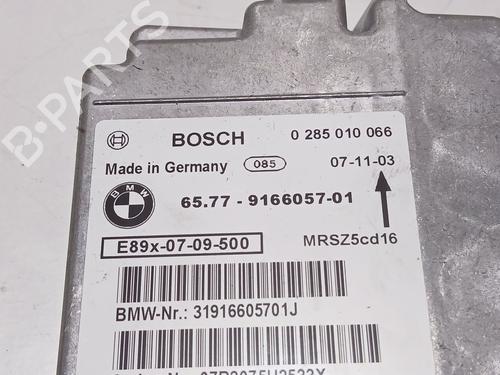 B-PARTS
BOSCH 0 285 010 066
Made in Germany 085 07-11-03
BMW
65.77 - 9166057-01
E89x-07-09-500 MRSZ5cd16
BMW-Nr.: 31916605701J